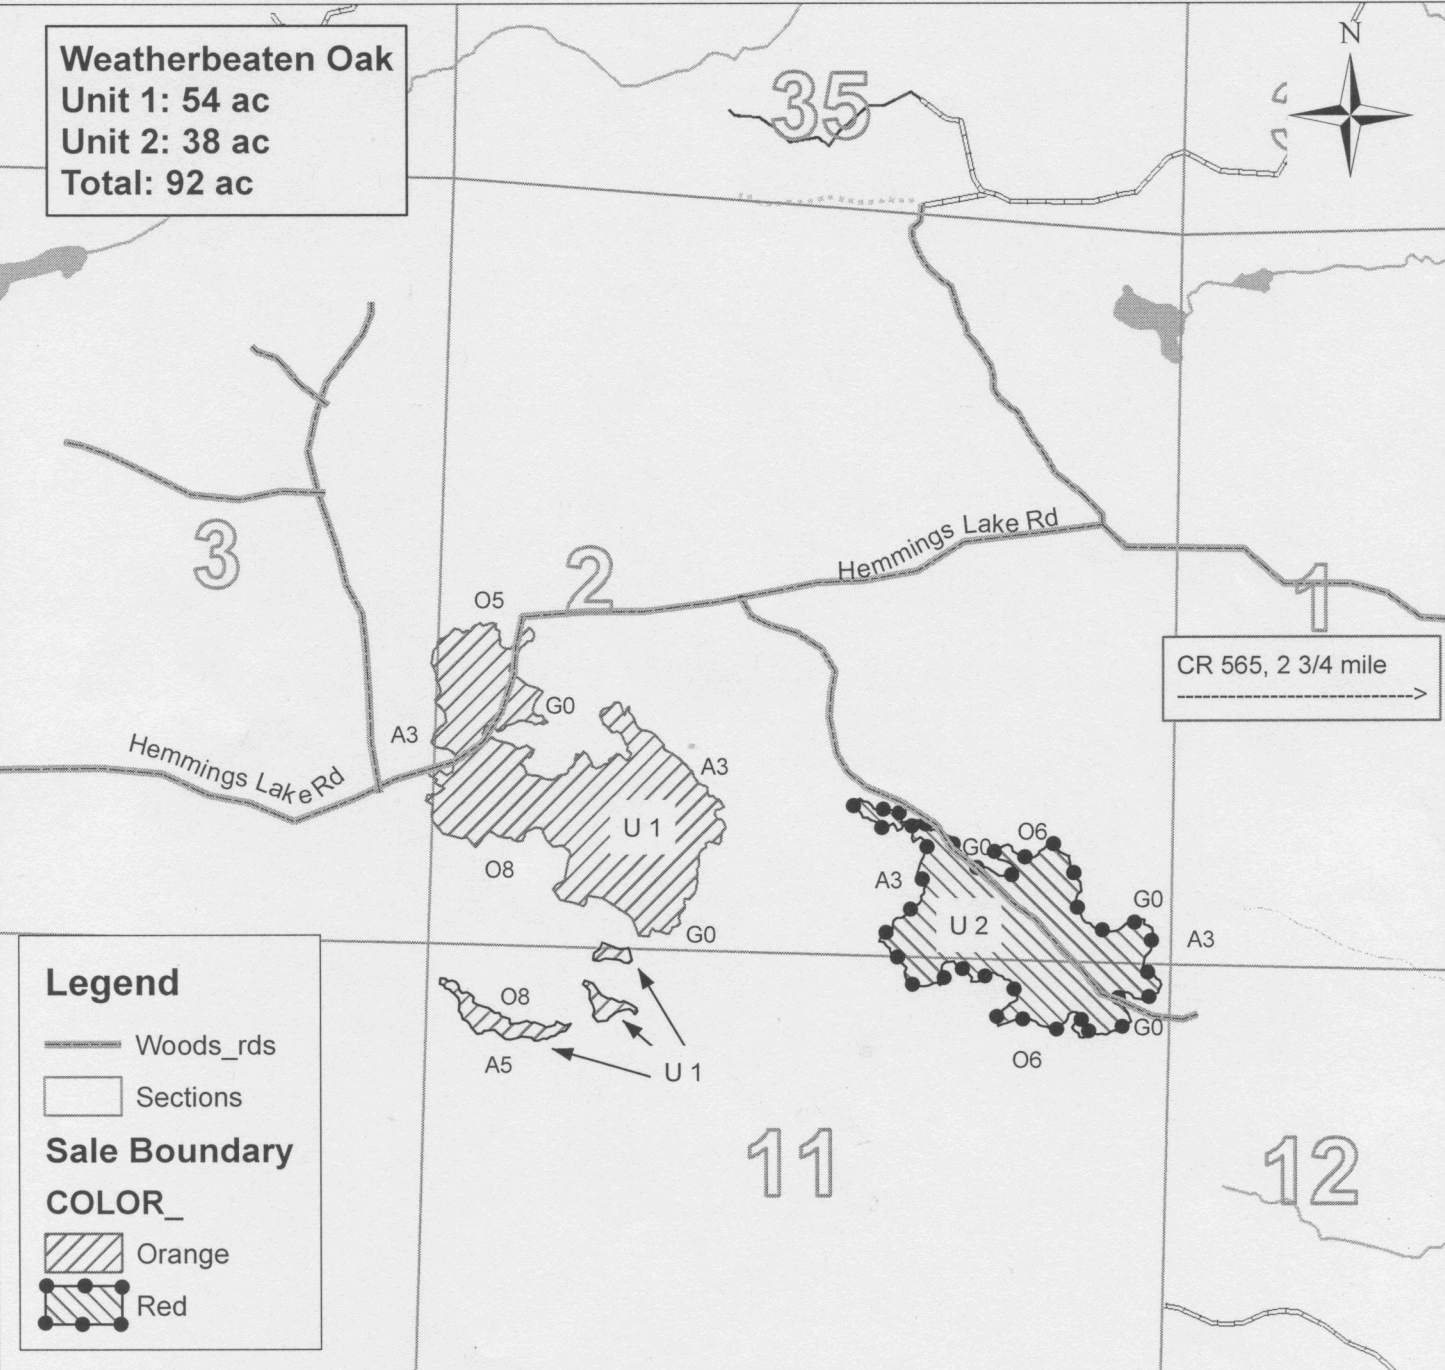 Weatherbeaten Oak
Unit 1: 54 ac
Unit 2: 38 ac
Total: 92 ac
35
N
3
2
Hemmings Lake Rd
1
O5
CR 565, 2 3/4 mile
G0
A3
Hemmings Lake Rd
A3
U 1
O6
G0
O8
A3
G0
U 2
G0
A3
O8
G0
A5
U 1
O6
11
12
Legend
Woods_rds
Sections
Sale Boundary
COLOR_
Orange
Red